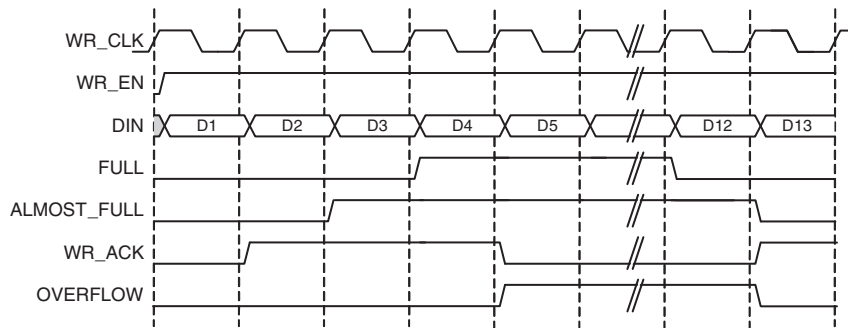 WR_CLK
WR_EN
DIN D1 D2 D3 D4 D5 D12 D13
FULL
ALMOST_FULL
WR_ACK
OVERFLOW